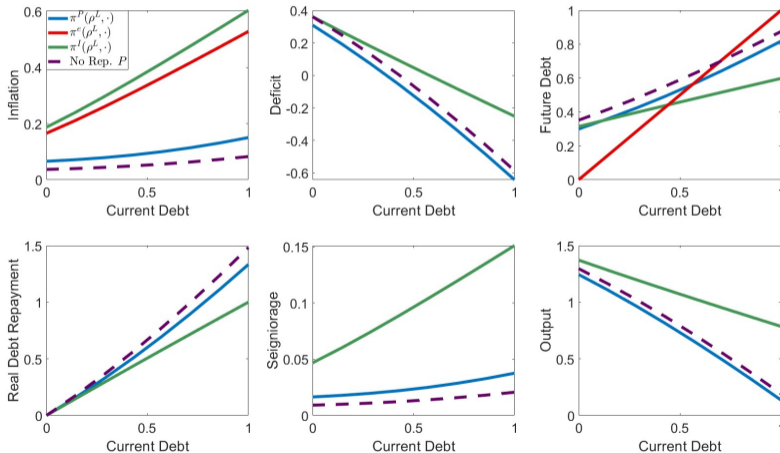 0.6
0.4
0.2
0
0
0.5
1
Inflation
Current Debt
π^P(ρ^L, ·)
π^e(ρ^L, ·)
π^I(ρ^L, ·)
No Rep. P
0.4
0.2
0
-0.2
-0.4
-0.6
0
0.5
1
Deficit
Current Debt
1
0.8
0.6
0.4
0.2
0
0
0.5
1
Future Debt
Current Debt
1.5
1
0.5
0
0
0.5
1
Real Debt Repayment
Current Debt
0.15
0.1
0.05
0
0
0.5
1
Seigniorage
Current Debt
1.5
1
0.5
0
0
0.5
1
Output
Current Debt